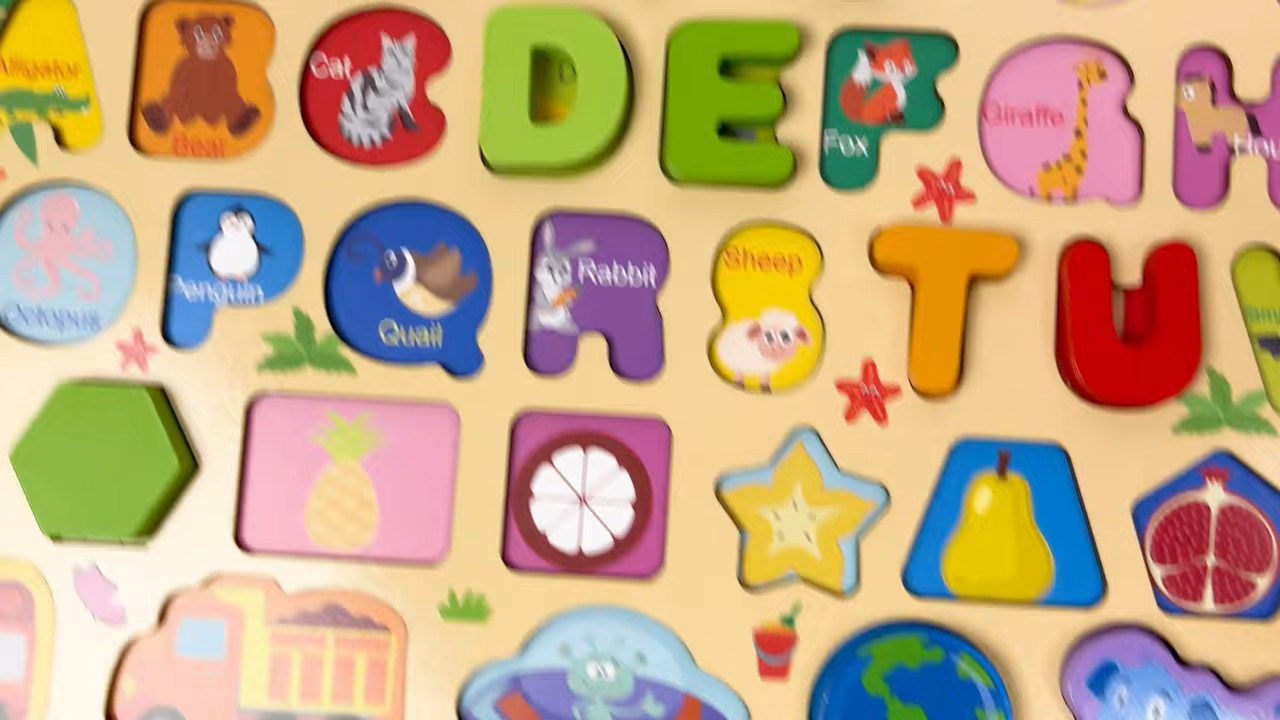 Alligator
Bear
Cat
D
E
Fox
Giraffe
Octopus
Penguin
Quail
Rabbit
Sheep
T
U